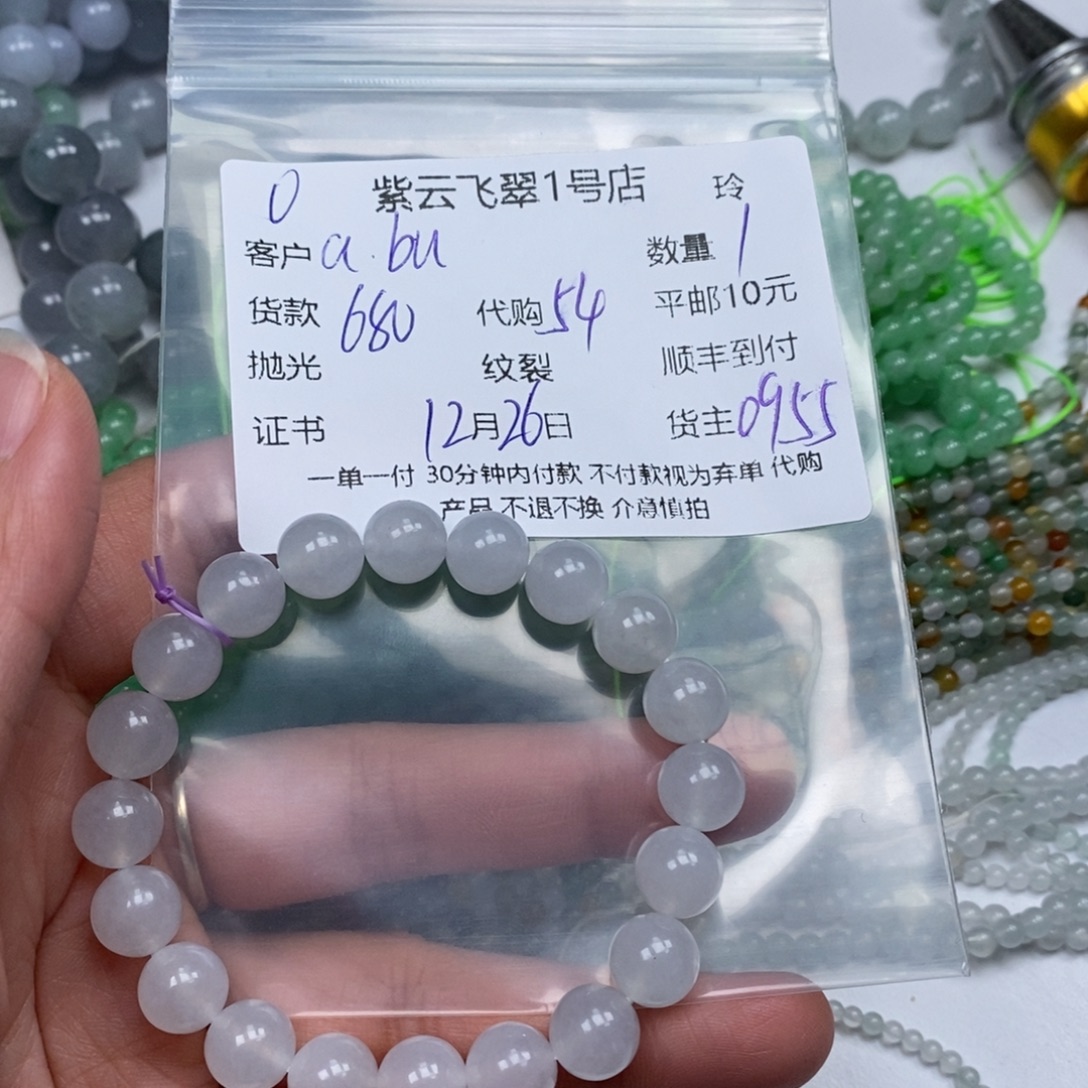 0 紫云飞翠1号店 玲
客户 a.bu 数量 1
货款 680 代购 54 平邮10元
抛光 纹裂 顺丰到付
证书 12月26日 货主 0955
一单一付 30分钟内付款 不付款视为弃单 代购
产品 不退不换 介意慎拍